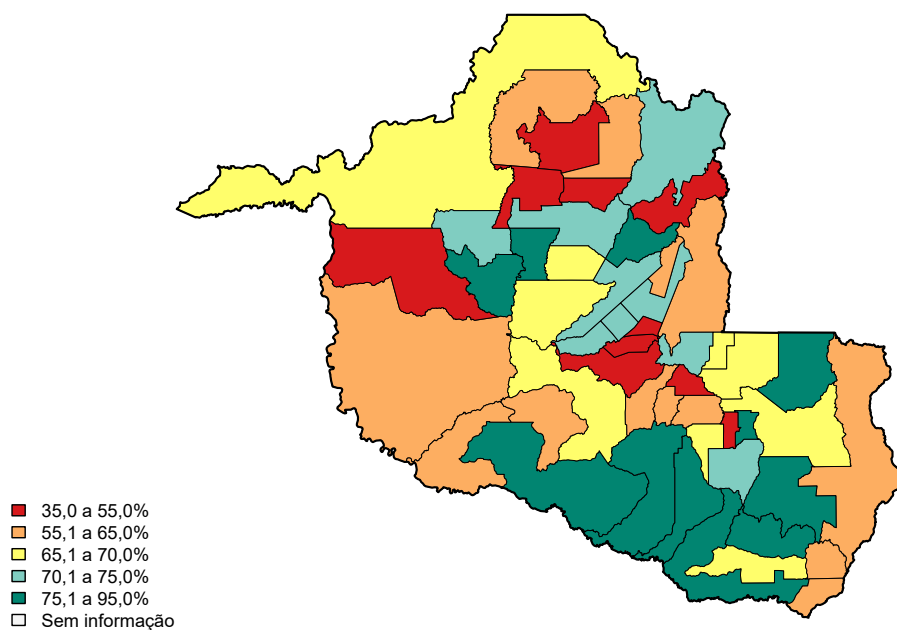 35,0 a 55,0%
55,1 a 65,0%
65,1 a 70,0%
70,1 a 75,0%
75,1 a 95,0%
Sem informação